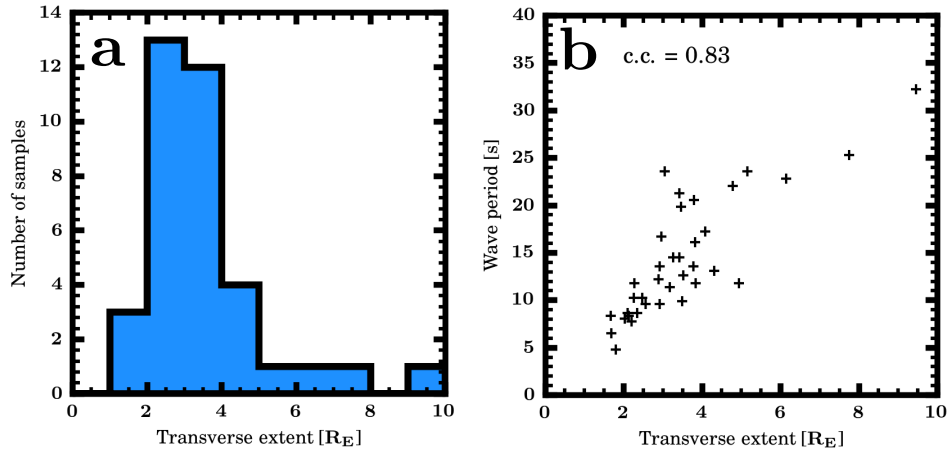 a
14
12
10
8
6
4
2
0
Number of samples
0 2 4 6 8 10
Transverse extent [R_E]
b c.c. = 0.83
40
35
30
25
20
15
10
5
0
Wave period [s]
0 2 4 6 8 10
Transverse extent [R_E]